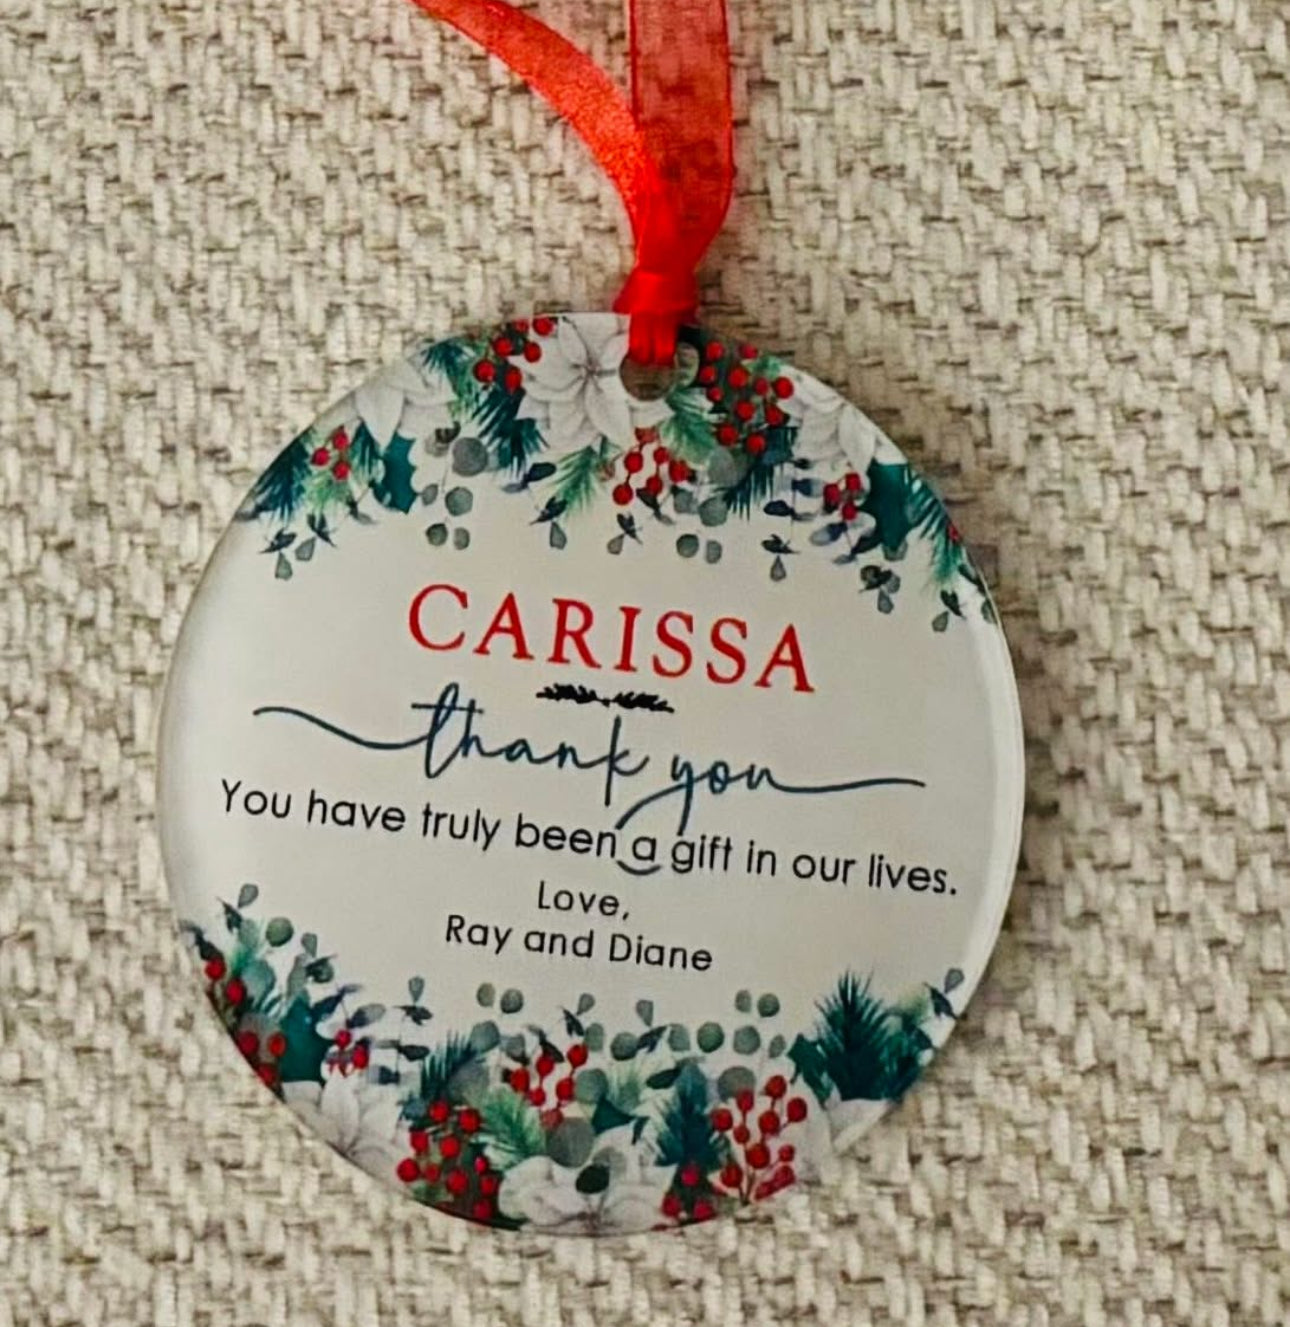 CARISSA
thank you
You have truly been a gift in our lives.
Love,
Ray and Diane